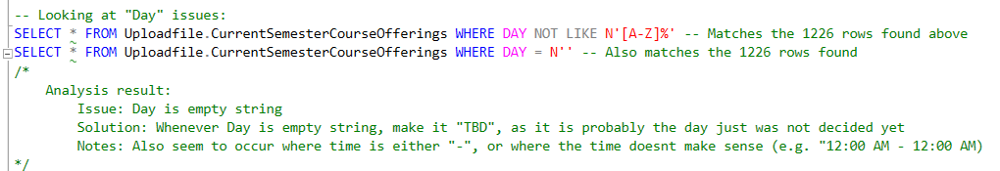 -- Looking at "Day" issues:
SELECT * FROM Uploadfile.CurrentSemesterCourseOfferings WHERE DAY NOT LIKE N'[A-Z]%' -- Matches the 1226 rows found above
SELECT * FROM Uploadfile.CurrentSemesterCourseOfferings WHERE DAY = N'' -- Also matches the 1226 rows found
/*
Analysis result:
Issue: Day is empty string
Solution: Whenever Day is empty string, make it "TBD", as it is probably the day just was not decided yet
Notes: Also seem to occur where time is either "-", or where the time doesnt make sense (e.g. "12:00 AM - 12:00 AM)
*/